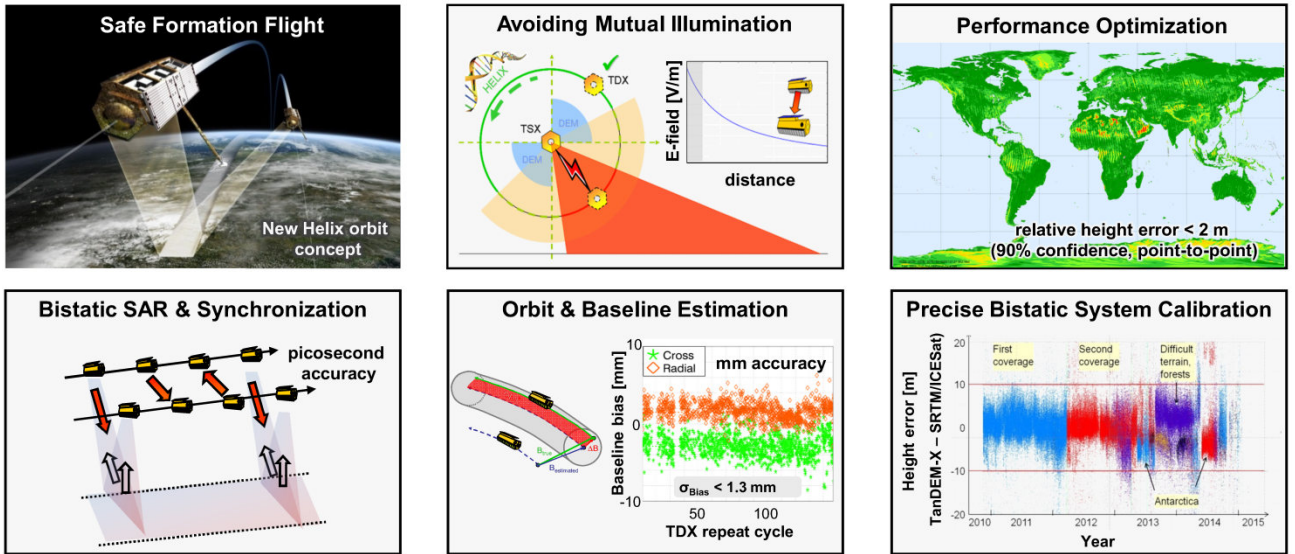 Safe Formation Flight
New Helix orbit
concept
Avoiding Mutual Illumination
HELIX
TDX
TSX
DEM
DEM
E-field [V/m]
distance
Performance Optimization
relative height error < 2 m
(90% confidence, point-to-point)
Bistatic SAR & Synchronization
picosecond
accuracy
Orbit & Baseline Estimation
Baseline bias [mm]
10
0
-10
Cross
Radial
mm accuracy
Btrue
ΔB
Bestimated
σBias < 1.3 mm
50
100
TDX repeat cycle
Precise Bistatic System Calibration
Height error [m]
TanDEM-X – SRTM/ICESat)
20
10
0
-10
-20
First
coverage
Second
coverage
Difficult
terrain,
forests
Antarctica
2010
2011
2012
2013
2014
2015
Year